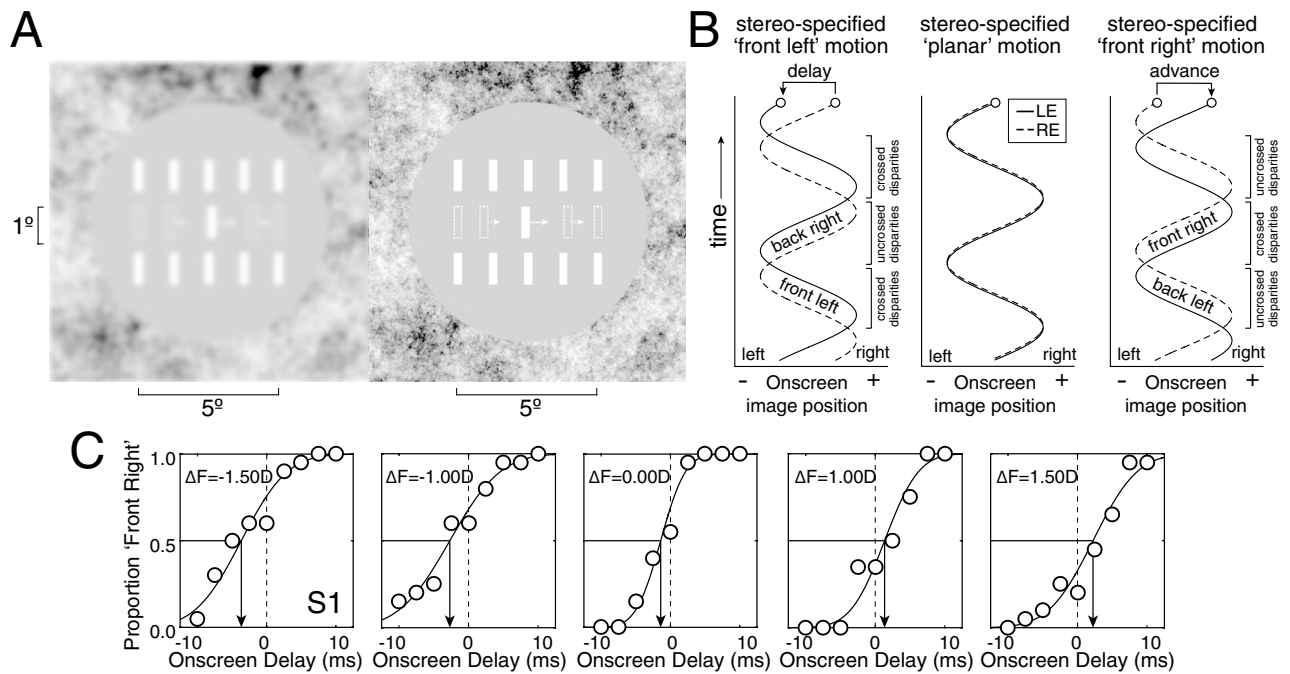 A
1º
5º
5º
B
stereo-specified
‘front left’ motion
delay
time
back right
front left
crossed
disparities
uncrossed
disparities
crossed
disparities
left
right
- Onscreen +
image position
stereo-specified
‘planar’ motion
LE
RE
left
right
- Onscreen +
image position
stereo-specified
‘front right’ motion
advance
front right
back left
uncrossed
disparities
crossed
disparities
uncrossed
disparities
left
right
- Onscreen +
image position
C
Proportion ‘Front Right’
1.0
0.5
0.0
ΔF=-1.50D
S1
-10 0 10
Onscreen Delay (ms)
ΔF=-1.00D
-10 0 10
Onscreen Delay (ms)
ΔF=0.00D
-10 0 10
Onscreen Delay (ms)
ΔF=1.00D
-10 0 10
Onscreen Delay (ms)
ΔF=1.50D
-10 0 10
Onscreen Delay (ms)